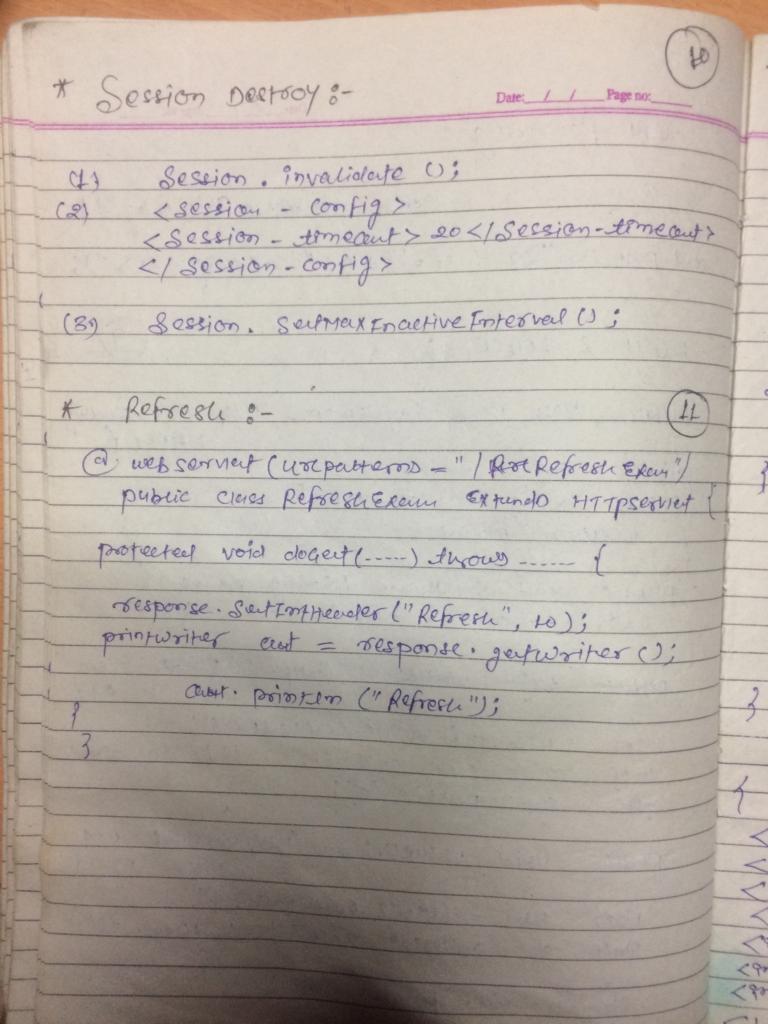 10
* Session Destroy :-
Date: / / Page no:
(1) Session . invalidate ();
(2) <session - config>
<Session - timeout> 20 </Session-timeout>
</ Session - config>
(3) Session. SetMaxInactiveInterval () ;
* Refresh :-
11
@ webservlet (urlpatterns = " / RefreshExam")
public class RefreshExam Extends HTTpservlet {
protected void doGet(-----) throws ------ {
response. SetIntHeader ("Refresh", 10);
printwriter out = response. getwriter ();
out. println ("Refresh");
}
}
}
{
<
<
<
<
<